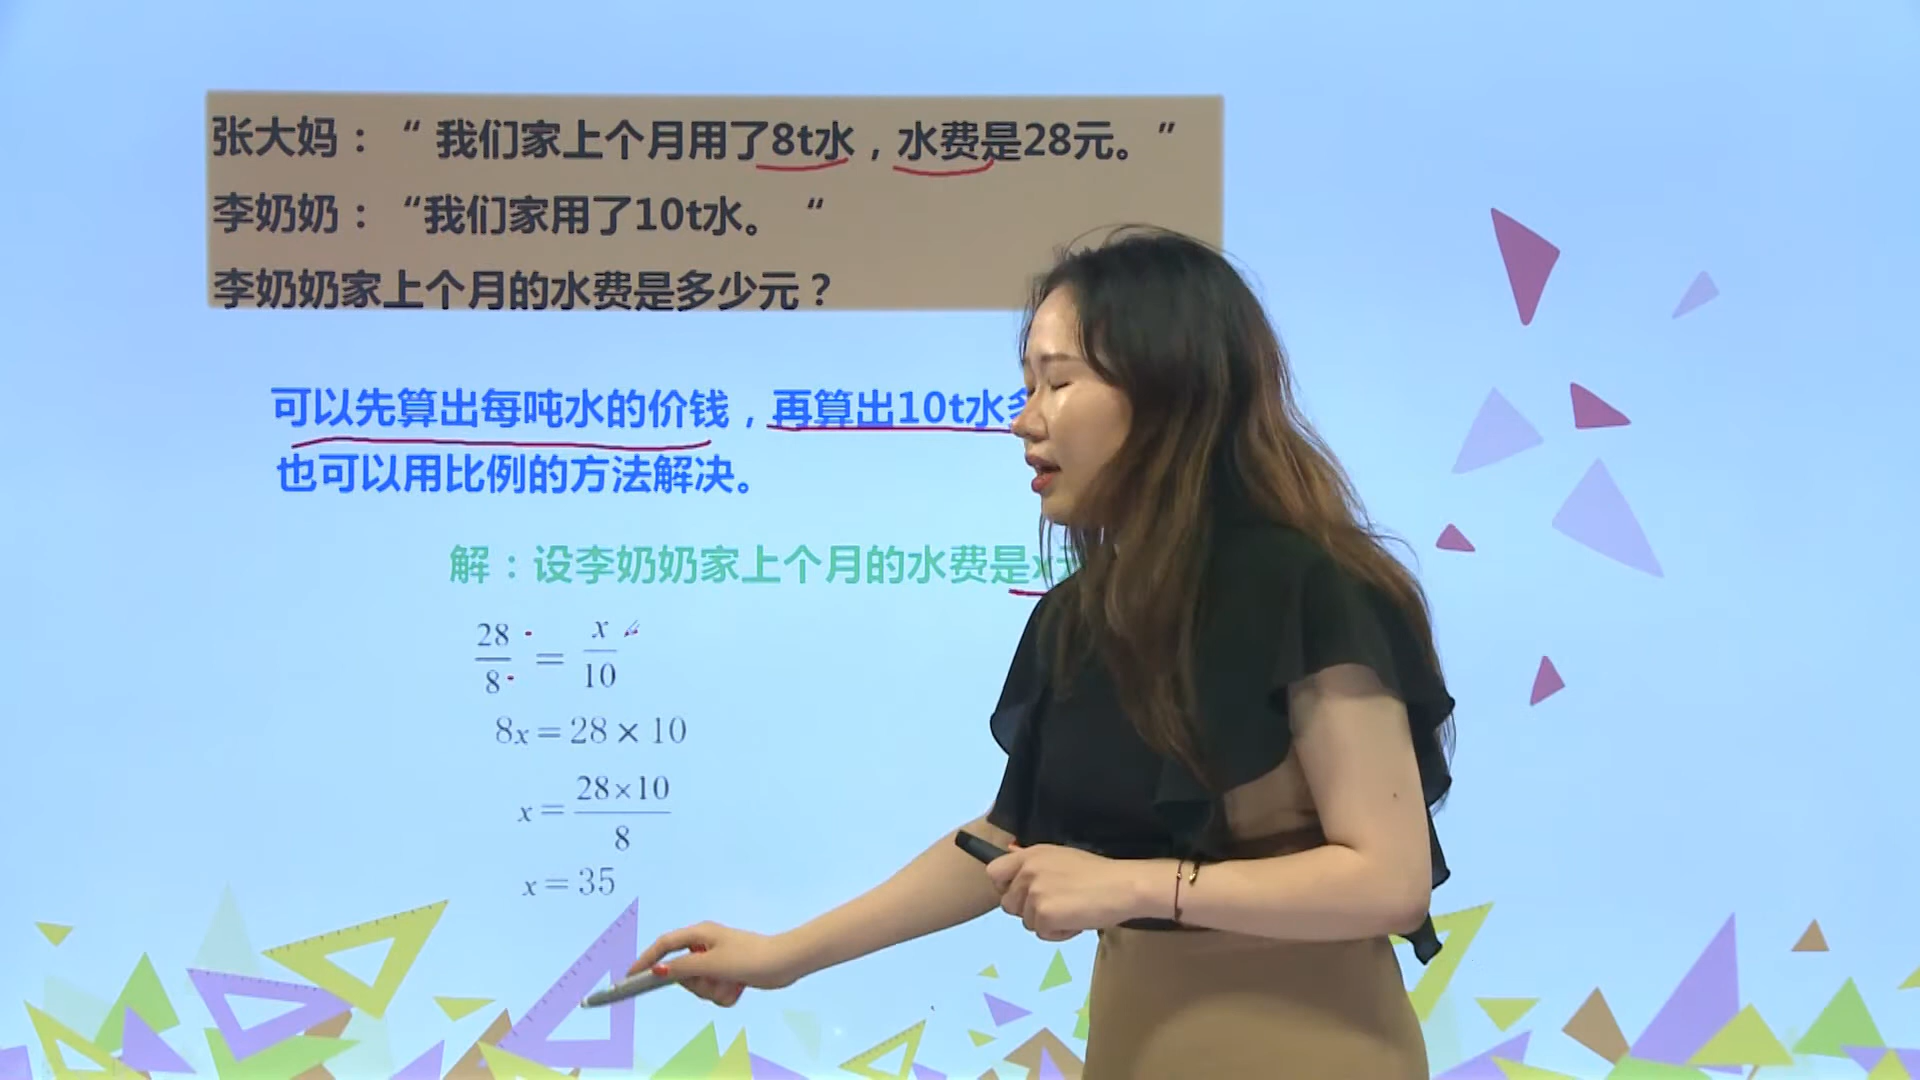 张大妈：“ 我们家上个月用了8t水，水费是28元。”
李奶奶：“我们家用了10t水。 “
李奶奶家上个月的水费是多少元？
可以先算出每吨水的价钱，再算出10t水
也可以用比例的方法解决。
解：设李奶奶家上个月的水费是x
28/8 = x/10
8x=28×10
x=28×10/8
x=35